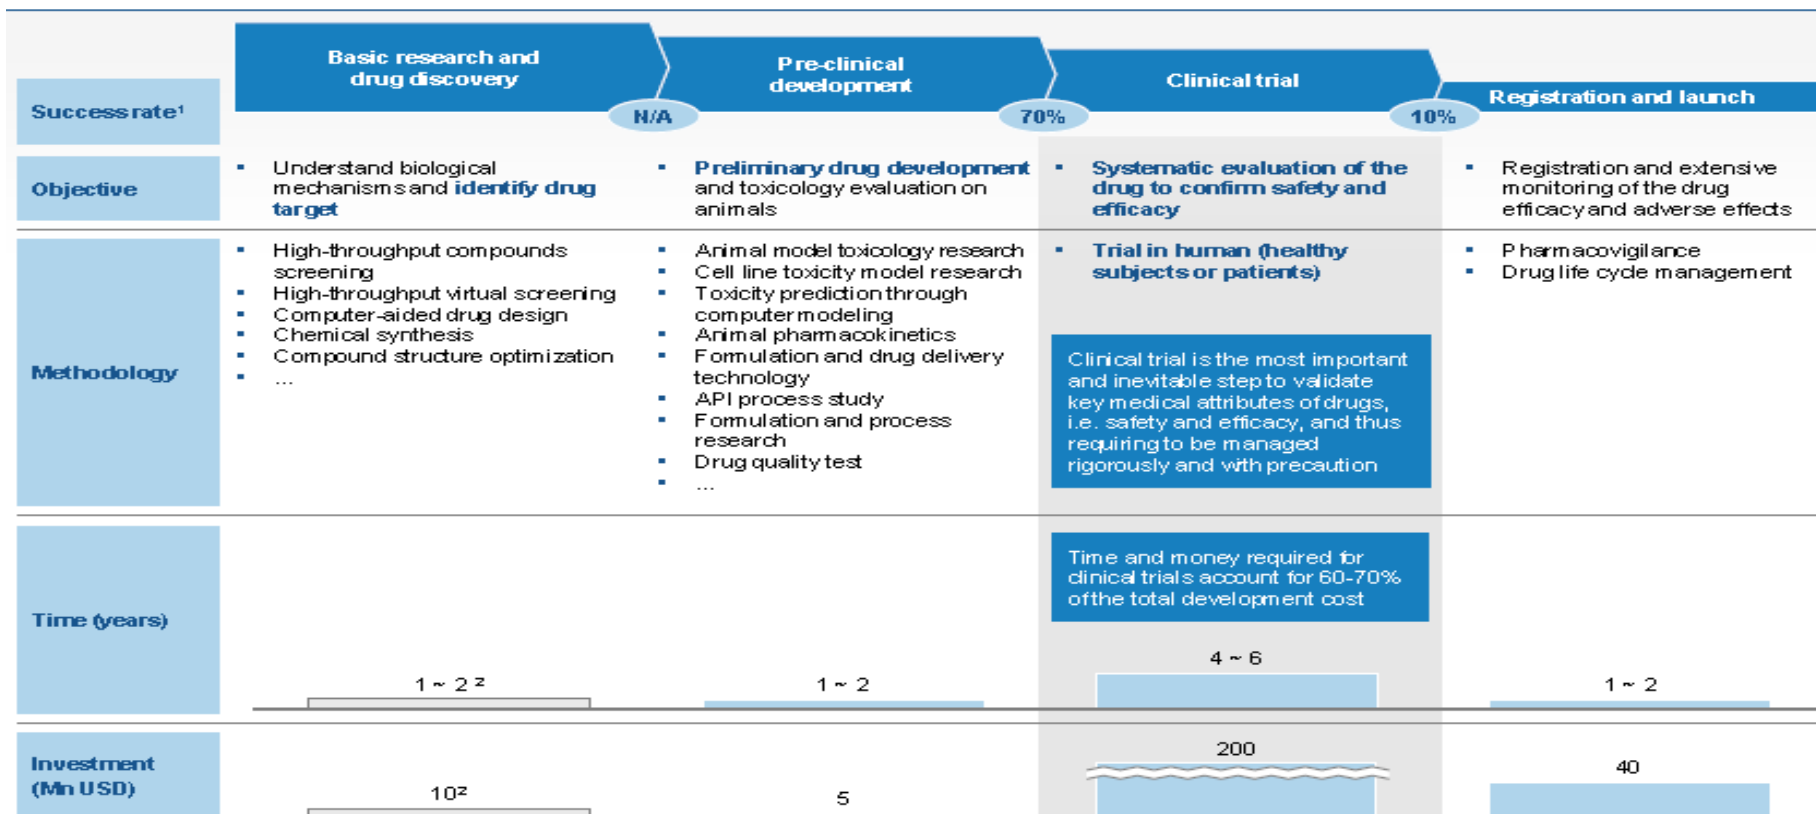 Basic research and
drug discovery
Pre-clinical
development
Clinical trial
Registration and launch
Success rate¹
N/A
70%
10%
Objective
▪ Understand biological
mechanisms and identify drug
target
▪ Preliminary drug development
and toxicology evaluation on
animals
▪ Systematic evaluation of the
drug to confirm safety and
efficacy
▪ Registration and extensive
monitoring of the drug
efficacy and adverse effects
Methodology
▪ High-throughput compounds
screening
▪ High-throughput virtual screening
▪ Computer-aided drug design
▪ Chemical synthesis
▪ Compound structure optimization
▪ ...
▪ Animal model toxicology research
▪ Cell line toxicity model research
▪ Toxicity prediction through
computer modeling
▪ Animal pharmacokinetics
▪ Formulation and drug delivery
technology
▪ API process study
▪ Formulation and process
research
▪ Drug quality test
▪ ...
▪ Trial in human (healthy
subjects or patients)
Clinical trial is the most important
and inevitable step to validate
key medical attributes of drugs,
i.e. safety and efficacy, and thus
requiring to be managed
rigorously and with precaution
▪ Pharmacovigilance
▪ Drug life cycle management
Time (years)
Time and money required for
clinical trials account for 60-70%
of the total development cost
1 ~ 2 ²
1 ~ 2
4 ~ 6
1 ~ 2
Investment
(Mn USD)
10²
5
200
40